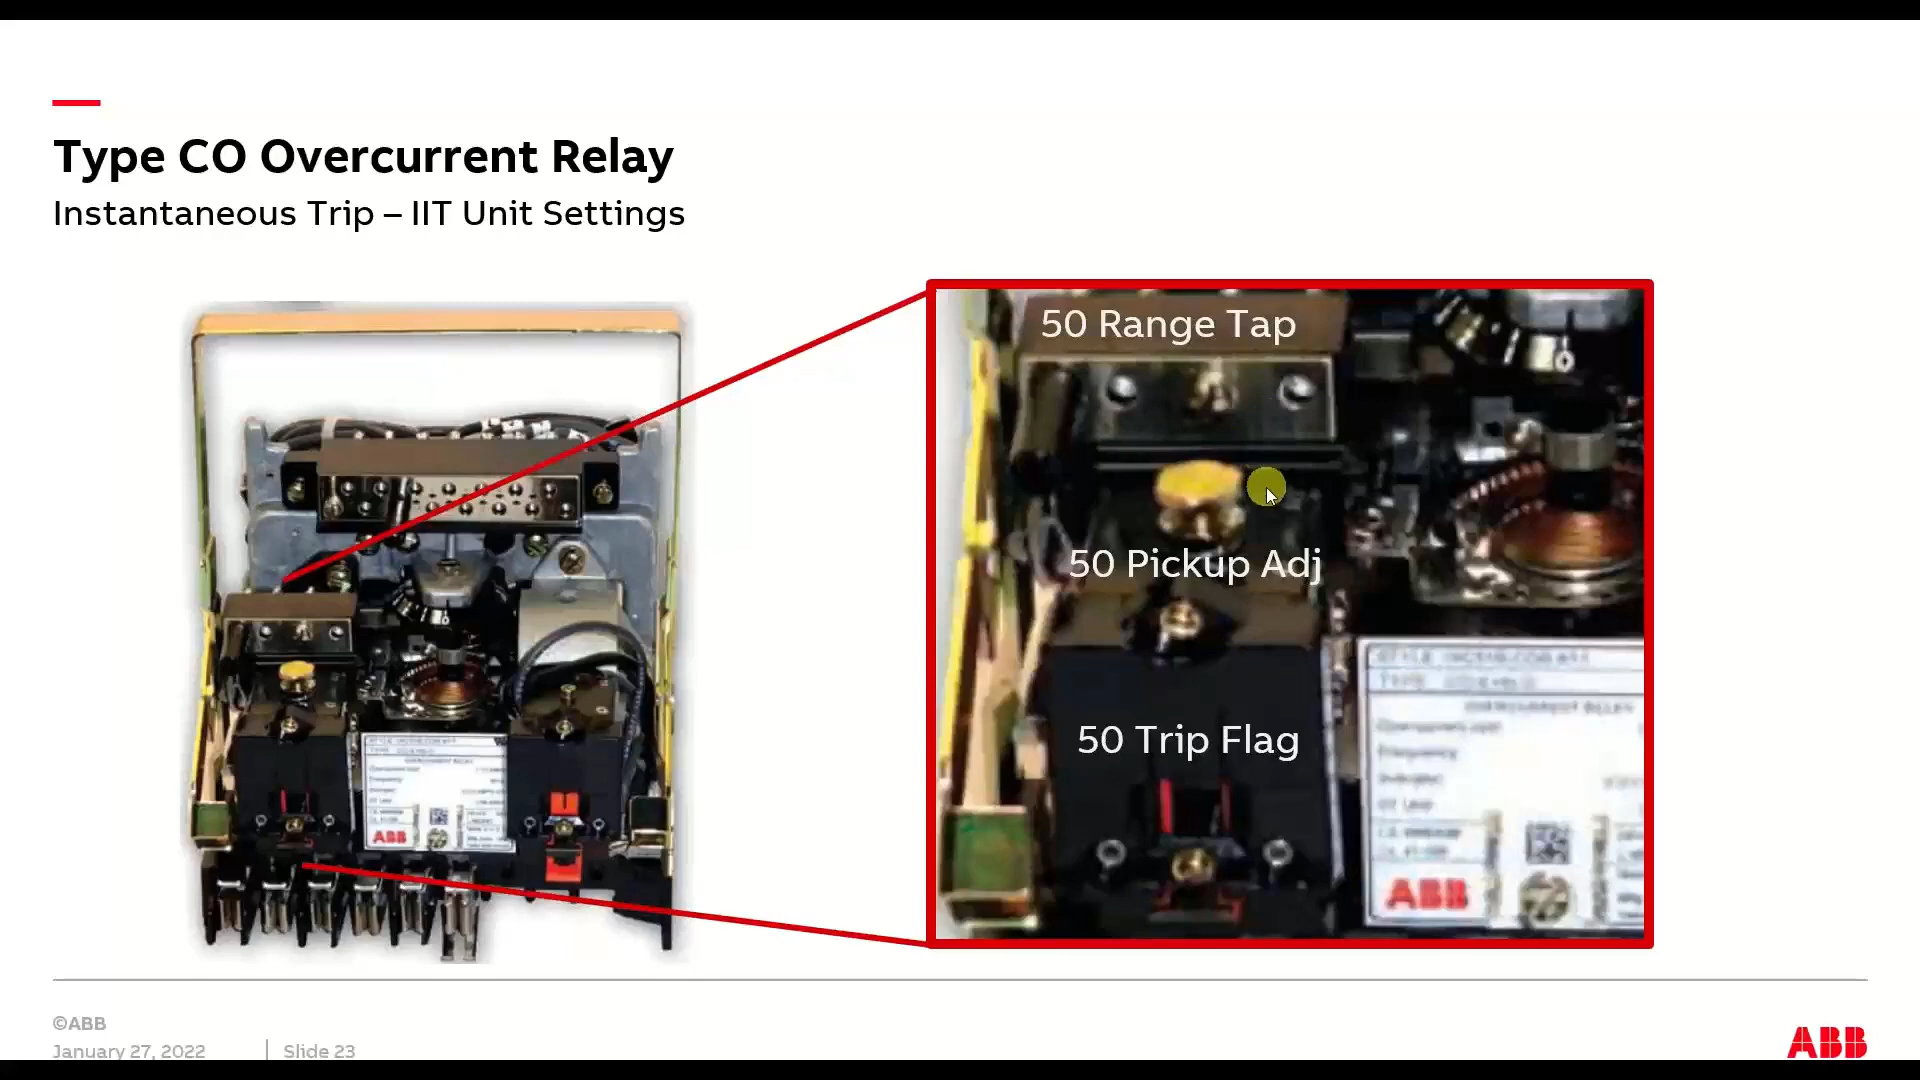 Type CO Overcurrent Relay
Instantaneous Trip – IIT Unit Settings
50 Range Tap
50 Pickup Adj
50 Trip Flag
ABB
ABB
©ABB
January 27, 2022
Slide 23
ABB